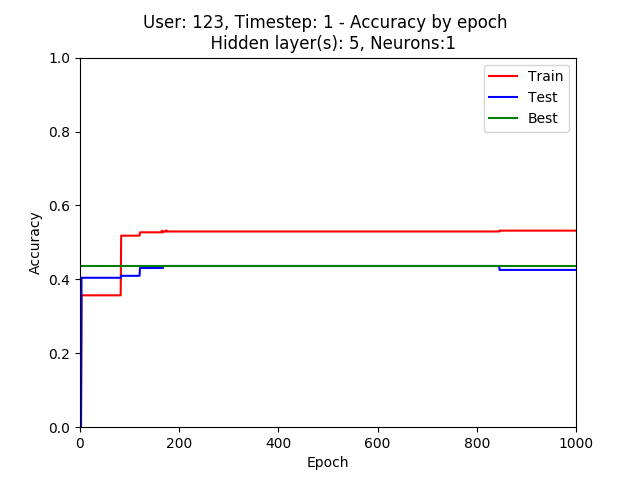 User: 123, Timestep: 1 - Accuracy by epoch
Hidden layer(s): 5, Neurons:1
1.0
0.8
0.6
0.4
0.2
0.0
Accuracy
Train
Test
Best
0 200 400 600 800 1000
Epoch